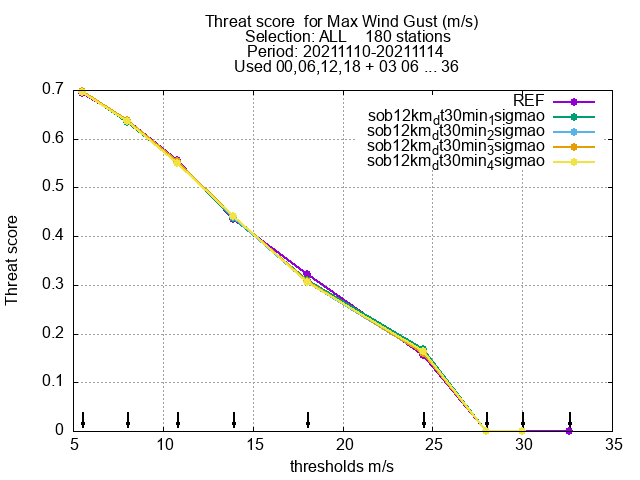 Threat score  for Max Wind Gust (m/s)
Selection: ALL    180 stations
Period: 20211110-20211114
Used 00,06,12,18 + 03 06 ... 36
REF
sob12km_dt30min_1sigmao
sob12km_dt30min_2sigmao
sob12km_dt30min_3sigmao
sob12km_dt30min_4sigmao
Threat score
0.7
0.6
0.5
0.4
0.3
0.2
0.1
0
5 10 15 20 25 30 35
thresholds m/s